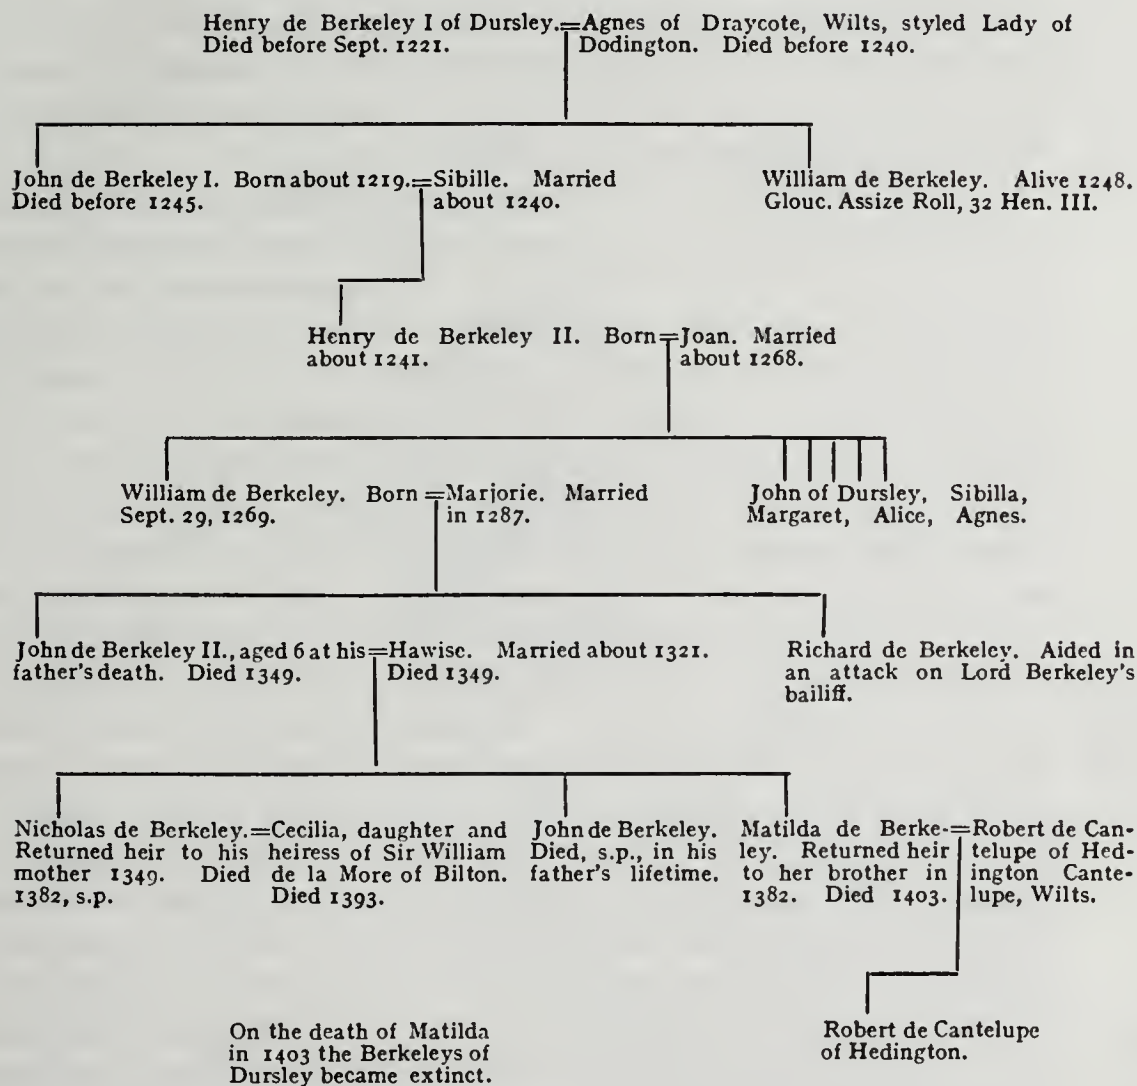 Henry de Berkeley I of Dursley.=Agnes of Draycote, Wilts, styled Lady of
Died before Sept. 1221. Dodington. Died before 1240.
John de Berkeley I. Born about 1219.=Sibille. Married
Died before 1245. about 1240.
William de Berkeley. Alive 1248.
Glouc. Assize Roll, 32 Hen. III.
Henry de Berkeley II. Born=Joan. Married
about 1241. about 1268.
William de Berkeley. Born=Marjorie. Married
Sept. 29, 1269. in 1287.
John of Dursley, Sibilla,
Margaret, Alice, Agnes.
John de Berkeley II., aged 6 at his=Hawise. Married about 1321.
father's death. Died 1349. Died 1349.
Richard de Berkeley. Aided in
an attack on Lord Berkeley's
bailiff.
Nicholas de Berkeley.=Cecilia, daughter and
Returned heir to his heiress of Sir William
mother 1349. Died de la More of Bilton.
1382, s.p. Died 1393.
John de Berkeley.
Died, s.p., in his
father's lifetime.
Matilda de Berke-=Robert de Can-
ley. Returned heir telupe of Hed-
to her brother in ington Cante-
1382. Died 1403. lupe, Wilts.
On the death of Matilda
in 1403 the Berkeleys of
Dursley became extinct.
Robert de Cantelupe
of Hedington.